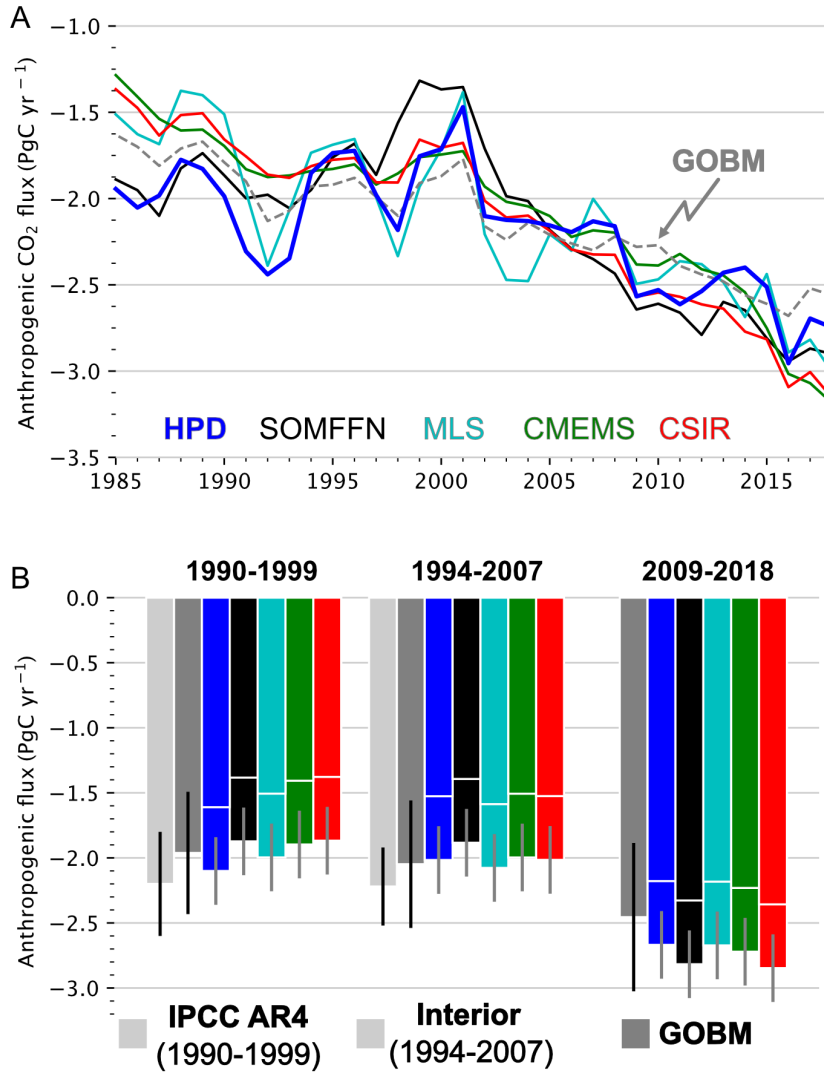 A
Anthropogenic CO₂ flux (PgC yr⁻¹)
−1.0
−1.5
−2.0
−2.5
−3.0
−3.5
GOBM
HPD SOMFFN MLS CMEMS CSIR
1985 1990 1995 2000 2005 2010 2015
B
1990-1999 1994-2007 2009-2018
Anthropogenic flux (PgC yr⁻¹)
0.0
−0.5
−1.0
−1.5
−2.0
−2.5
−3.0
IPCC AR4 Interior GOBM
(1990-1999) (1994-2007)